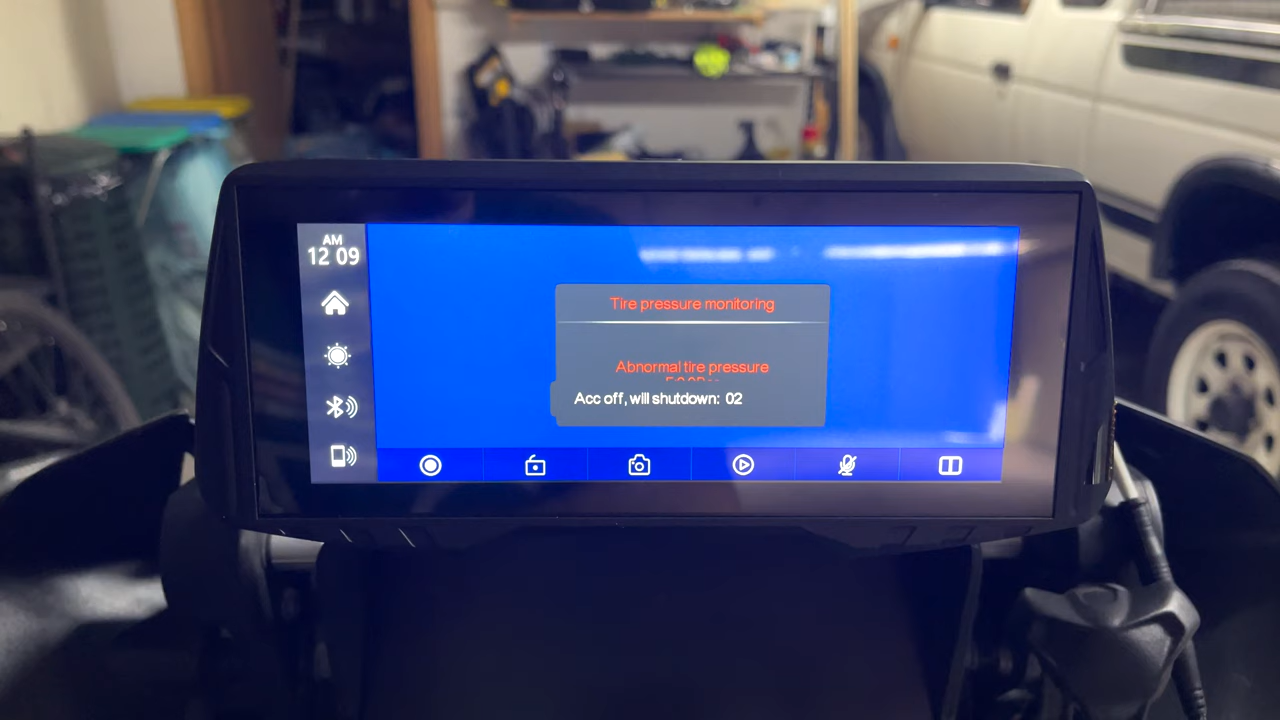 AM
12 09
Tire pressure monitoring
Abnormal tire pressure
Acc off, will shutdown: 02